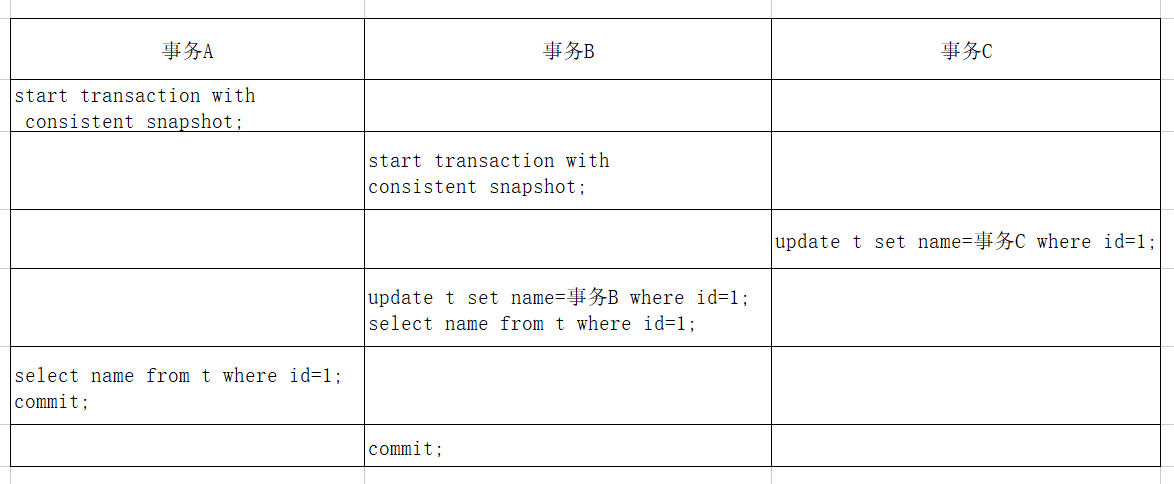 事务A
事务B
事务C
start transaction with
consistent snapshot;
start transaction with
consistent snapshot;
update t set name=事务C where id=1;
update t set name=事务B where id=1;
select name from t where id=1;
select name from t where id=1;
commit;
commit;